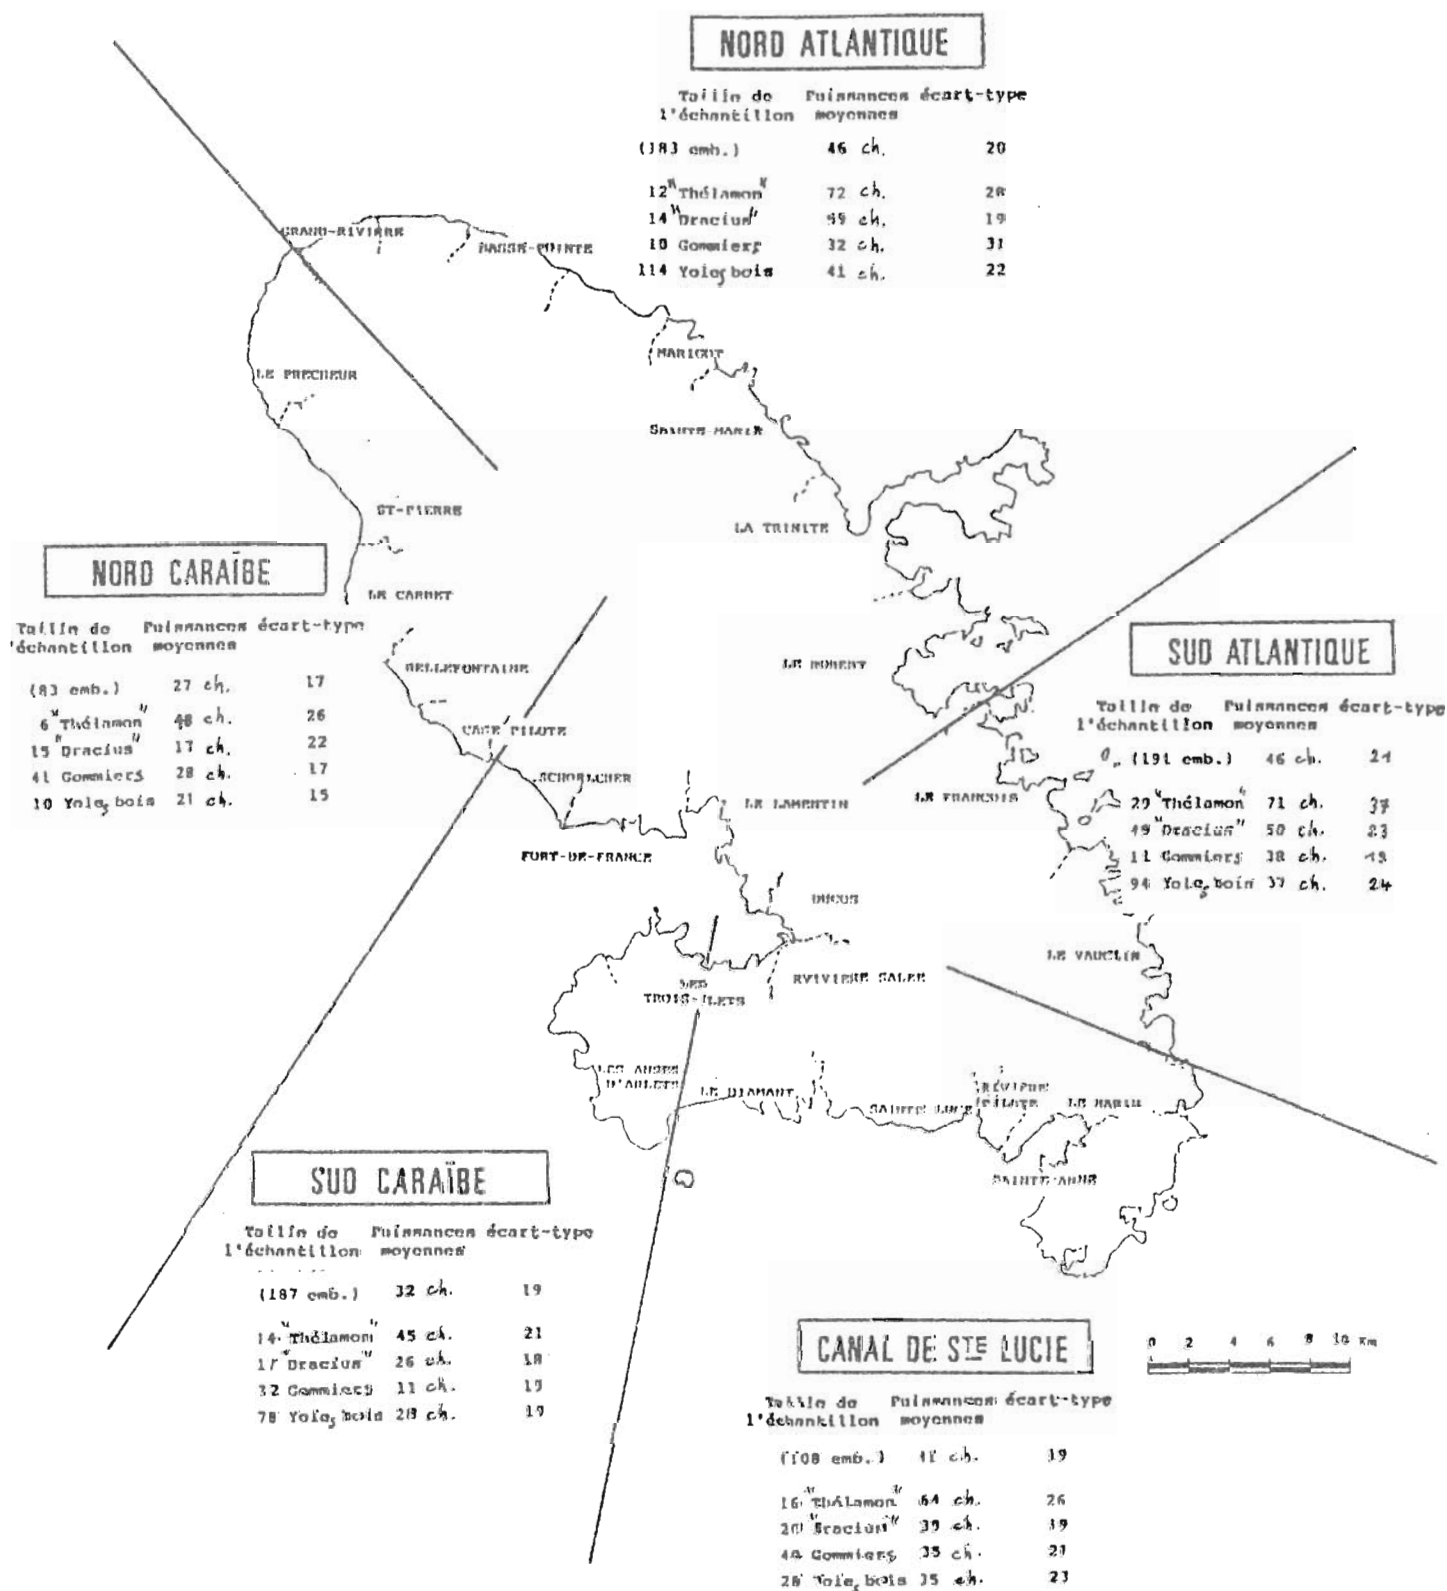 NORD ATLANTIQUE
Taille de Puissances écart-type
l'échantillon moyennes
(183 emb.) 46 ch. 20
12 "Thélamon" 72 ch. 28
14 "Dracius" ch. 19
10 Gommiers 32 ch. 31
114 Yoles bois 41 ch. 22
GRAND-RIVIERE
BASSE-POINTE
MARIGOT
LE PRECHEUR
SAINTE-MARIE
ST-PIERRE
LA TRINITE
NORD CARAÏBE
LE CARBET
Taille de Puissances écart-type
l'échantillon moyennes
(83 emb.) 27 ch. 17
6 "Thélamon" 48 ch. 26
15 "Dracius" 17 ch. 22
41 Gommiers 28 ch. 17
10 Yoles bois 21 ch. 15
BELLEFONTAINE
LE ROBERT
SUD ATLANTIQUE
Taille de Puissances écart-type
l'échantillon moyennes
(191 emb.) 46 ch. 21
29 "Thélamon" 71 ch. 37
49 "Dracius" 50 ch. 23
11 Gommiers 38 ch.
94 Yoles bois 37 ch. 24
CASE PILOTE
SCHOELCHER
LE LAMENTIN
LE FRANCOIS
FORT-DE-FRANCE
DUCOS
LE VAUCLIN
RVIVIERE SALEE
LES
TROIS-ILETS
LES ANSES
D'ARLETS
LE DIAMANT
SAINTE LUCE
RIVIERE
PILOTE
LE MARIN
SAINTE-ANNE
SUD CARAÏBE
Taille de Puissances écart-type
l'échantillon moyennes
(187 emb.) 32 ch. 19
14 "Thélamon" 45 ch. 21
17 "Dracius" 26 ch. 18
32 Gommiers 11 ch. 19
78 Yoles bois 28 ch. 19
CANAL DE STE LUCIE
0 2 4 6 8 10 Km
Taille de Puissances écart-type
l'échantillon moyennes
(108 emb.) 41 ch. 19
16 "Thélamon" 64 ch. 26
20 "Dracius" 39 ch. 19
44 Gommiers 35 ch. 21
28 Yoles bois 35 ch. 23